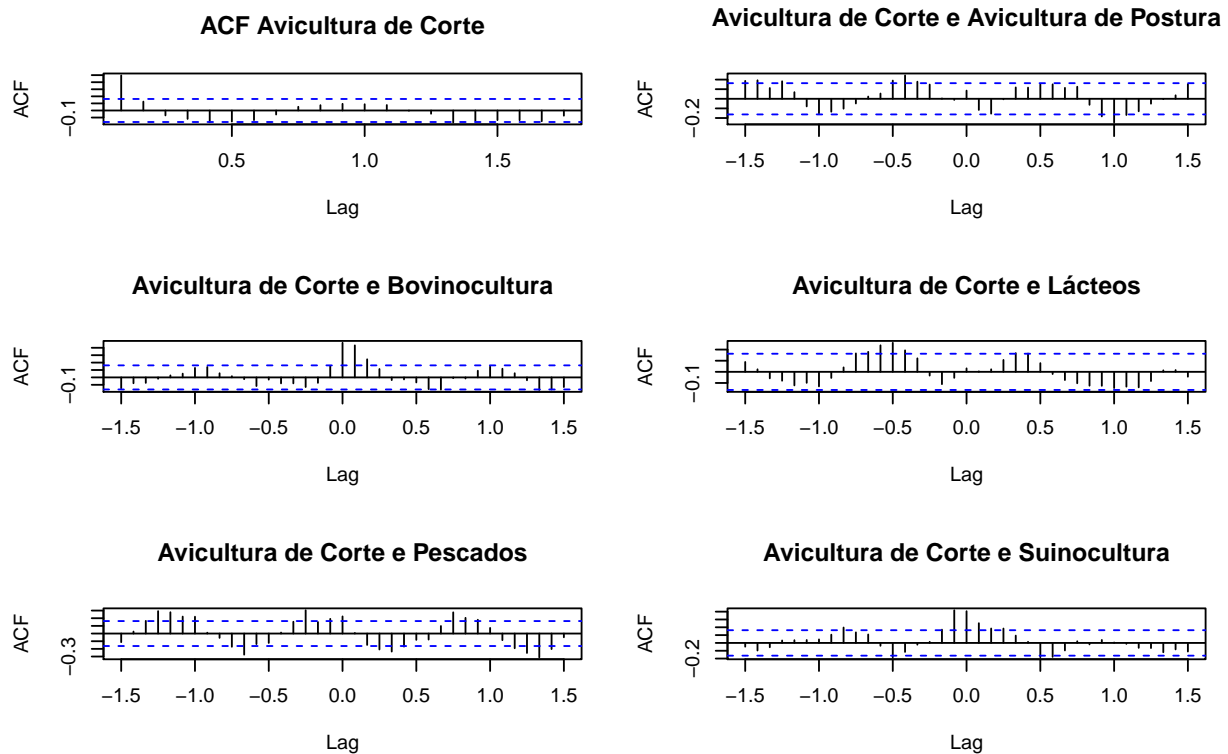 ACF Avicultura de Corte
ACF
−0.1
0.5 1.0 1.5
Lag
Avicultura de Corte e Avicultura de Postura
ACF
−0.2
−1.5 −1.0 −0.5 0.0 0.5 1.0 1.5
Lag
Avicultura de Corte e Bovinocultura
ACF
−0.1
−1.5 −1.0 −0.5 0.0 0.5 1.0 1.5
Lag
Avicultura de Corte e Lácteos
ACF
−0.1
−1.5 −1.0 −0.5 0.0 0.5 1.0 1.5
Lag
Avicultura de Corte e Pescados
ACF
−0.3
−1.5 −1.0 −0.5 0.0 0.5 1.0 1.5
Lag
Avicultura de Corte e Suinocultura
ACF
−0.2
−1.5 −1.0 −0.5 0.0 0.5 1.0 1.5
Lag